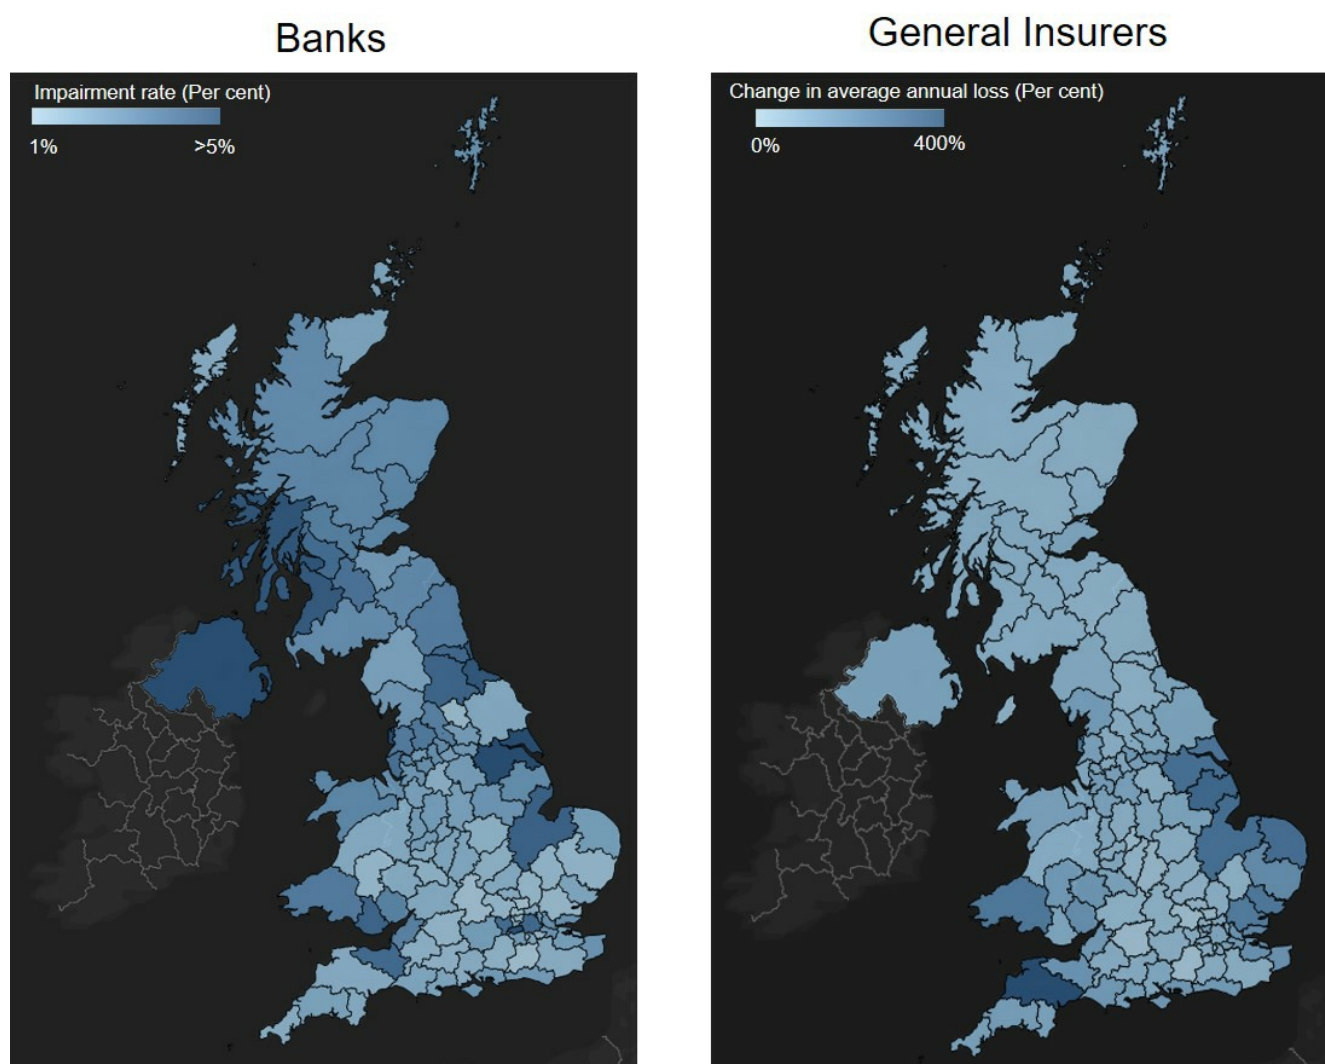 Banks
General Insurers
Impairment rate (Per cent)
1%
>5%
Change in average annual loss (Per cent)
0%
400%